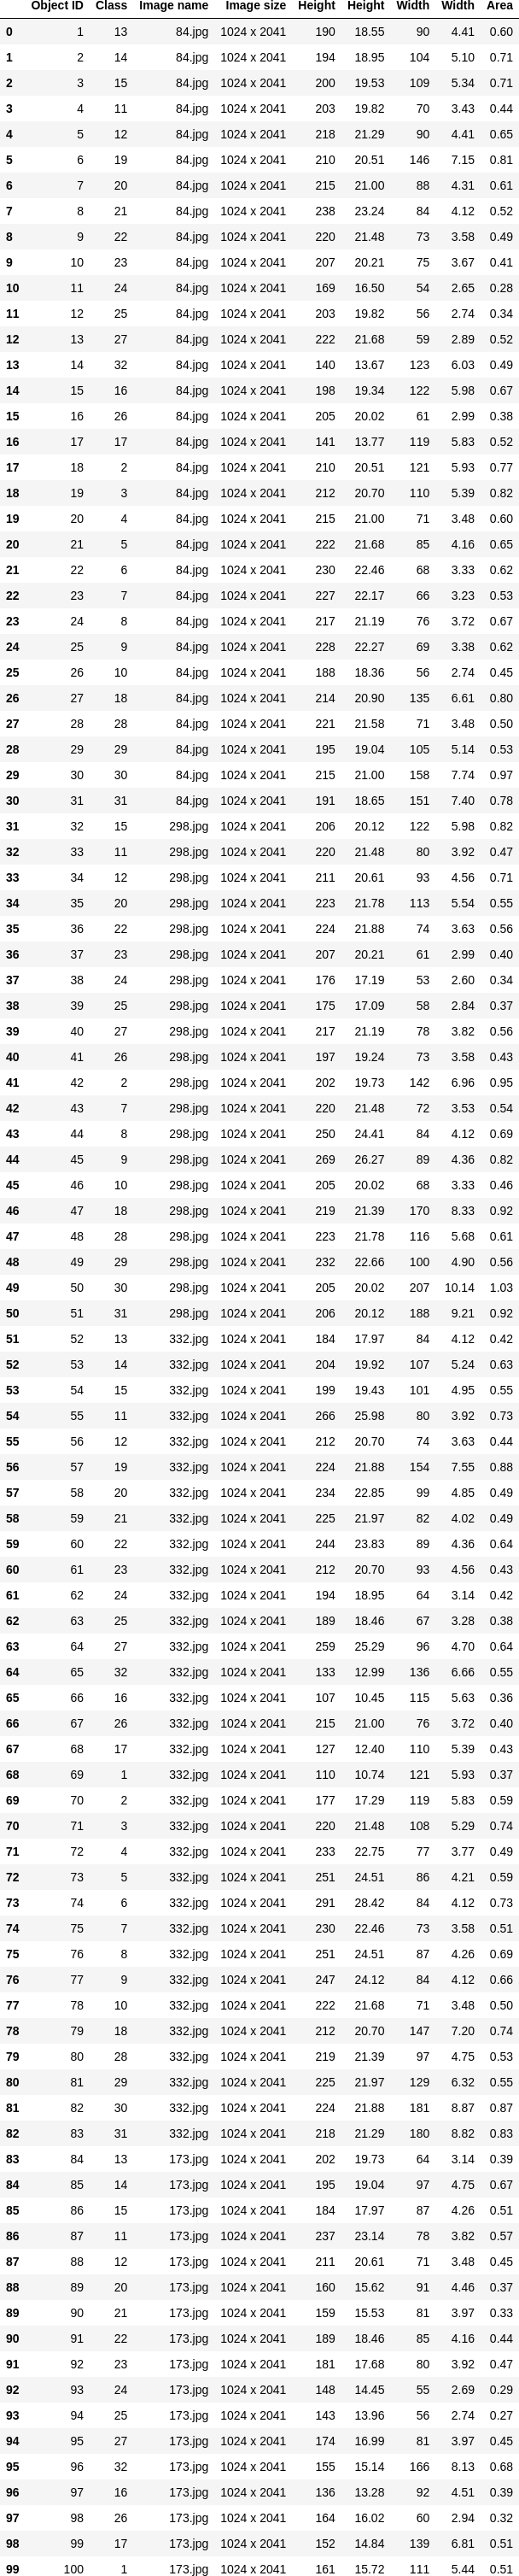 Object ID Class Image name Image size Height Height Width Width Area
0 1 13 84.jpg 1024 x 2041 190 18.55 90 4.41 0.60
1 2 14 84.jpg 1024 x 2041 194 18.95 104 5.10 0.71
2 3 15 84.jpg 1024 x 2041 200 19.53 109 5.34 0.71
3 4 11 84.jpg 1024 x 2041 203 19.82 70 3.43 0.44
4 5 12 84.jpg 1024 x 2041 218 21.29 90 4.41 0.65
5 6 19 84.jpg 1024 x 2041 210 20.51 146 7.15 0.81
6 7 20 84.jpg 1024 x 2041 215 21.00 88 4.31 0.61
7 8 21 84.jpg 1024 x 2041 238 23.24 84 4.12 0.52
8 9 22 84.jpg 1024 x 2041 220 21.48 73 3.58 0.49
9 10 23 84.jpg 1024 x 2041 207 20.21 75 3.67 0.41
10 11 24 84.jpg 1024 x 2041 169 16.50 54 2.65 0.28
11 12 25 84.jpg 1024 x 2041 203 19.82 56 2.74 0.34
12 13 27 84.jpg 1024 x 2041 222 21.68 59 2.89 0.52
13 14 32 84.jpg 1024 x 2041 140 13.67 123 6.03 0.49
14 15 16 84.jpg 1024 x 2041 198 19.34 122 5.98 0.67
15 16 26 84.jpg 1024 x 2041 205 20.02 61 2.99 0.38
16 17 17 84.jpg 1024 x 2041 141 13.77 119 5.83 0.52
17 18 2 84.jpg 1024 x 2041 210 20.51 121 5.93 0.77
18 19 3 84.jpg 1024 x 2041 212 20.70 110 5.39 0.82
19 20 4 84.jpg 1024 x 2041 215 21.00 71 3.48 0.60
20 21 5 84.jpg 1024 x 2041 222 21.68 85 4.16 0.65
21 22 6 84.jpg 1024 x 2041 230 22.46 68 3.33 0.62
22 23 7 84.jpg 1024 x 2041 227 22.17 66 3.23 0.53
23 24 8 84.jpg 1024 x 2041 217 21.19 76 3.72 0.67
24 25 9 84.jpg 1024 x 2041 228 22.27 69 3.38 0.62
25 26 10 84.jpg 1024 x 2041 188 18.36 56 2.74 0.45
26 27 18 84.jpg 1024 x 2041 214 20.90 135 6.61 0.80
27 28 28 84.jpg 1024 x 2041 221 21.58 71 3.48 0.50
28 29 29 84.jpg 1024 x 2041 195 19.04 105 5.14 0.53
29 30 30 84.jpg 1024 x 2041 215 21.00 158 7.74 0.97
30 31 31 84.jpg 1024 x 2041 191 18.65 151 7.40 0.78
31 32 15 298.jpg 1024 x 2041 206 20.12 122 5.98 0.82
32 33 11 298.jpg 1024 x 2041 220 21.48 80 3.92 0.47
33 34 12 298.jpg 1024 x 2041 211 20.61 93 4.56 0.71
34 35 20 298.jpg 1024 x 2041 223 21.78 113 5.54 0.55
35 36 22 298.jpg 1024 x 2041 224 21.88 74 3.63 0.56
36 37 23 298.jpg 1024 x 2041 207 20.21 61 2.99 0.40
37 38 24 298.jpg 1024 x 2041 176 17.19 53 2.60 0.34
38 39 25 298.jpg 1024 x 2041 175 17.09 58 2.84 0.37
39 40 27 298.jpg 1024 x 2041 217 21.19 78 3.82 0.56
40 41 26 298.jpg 1024 x 2041 197 19.24 73 3.58 0.43
41 42 2 298.jpg 1024 x 2041 202 19.73 142 6.96 0.95
42 43 7 298.jpg 1024 x 2041 220 21.48 72 3.53 0.54
43 44 8 298.jpg 1024 x 2041 250 24.41 84 4.12 0.69
44 45 9 298.jpg 1024 x 2041 269 26.27 89 4.36 0.82
45 46 10 298.jpg 1024 x 2041 205 20.02 68 3.33 0.46
46 47 18 298.jpg 1024 x 2041 219 21.39 170 8.33 0.92
47 48 28 298.jpg 1024 x 2041 223 21.78 116 5.68 0.61
48 49 29 298.jpg 1024 x 2041 232 22.66 100 4.90 0.56
49 50 30 298.jpg 1024 x 2041 205 20.02 207 10.14 1.03
50 51 31 298.jpg 1024 x 2041 206 20.12 188 9.21 0.92
51 52 13 332.jpg 1024 x 2041 184 17.97 84 4.12 0.42
52 53 14 332.jpg 1024 x 2041 204 19.92 107 5.24 0.63
53 54 15 332.jpg 1024 x 2041 199 19.43 101 4.95 0.55
54 55 11 332.jpg 1024 x 2041 266 25.98 80 3.92 0.73
55 56 12 332.jpg 1024 x 2041 212 20.70 74 3.63 0.44
56 57 19 332.jpg 1024 x 2041 224 21.88 154 7.55 0.88
57 58 20 332.jpg 1024 x 2041 234 22.85 99 4.85 0.49
58 59 21 332.jpg 1024 x 2041 225 21.97 82 4.02 0.49
59 60 22 332.jpg 1024 x 2041 244 23.83 89 4.36 0.64
60 61 23 332.jpg 1024 x 2041 212 20.70 93 4.56 0.43
61 62 24 332.jpg 1024 x 2041 194 18.95 64 3.14 0.42
62 63 25 332.jpg 1024 x 2041 189 18.46 67 3.28 0.38
63 64 27 332.jpg 1024 x 2041 259 25.29 96 4.70 0.64
64 65 32 332.jpg 1024 x 2041 133 12.99 136 6.66 0.55
65 66 16 332.jpg 1024 x 2041 107 10.45 115 5.63 0.36
66 67 26 332.jpg 1024 x 2041 215 21.00 76 3.72 0.40
67 68 17 332.jpg 1024 x 2041 127 12.40 110 5.39 0.43
68 69 1 332.jpg 1024 x 2041 110 10.74 121 5.93 0.37
69 70 2 332.jpg 1024 x 2041 177 17.29 119 5.83 0.59
70 71 3 332.jpg 1024 x 2041 220 21.48 108 5.29 0.74
71 72 4 332.jpg 1024 x 2041 233 22.75 77 3.77 0.49
72 73 5 332.jpg 1024 x 2041 251 24.51 86 4.21 0.59
73 74 6 332.jpg 1024 x 2041 291 28.42 84 4.12 0.73
74 75 7 332.jpg 1024 x 2041 230 22.46 73 3.58 0.51
75 76 8 332.jpg 1024 x 2041 251 24.51 87 4.26 0.69
76 77 9 332.jpg 1024 x 2041 247 24.12 84 4.12 0.66
77 78 10 332.jpg 1024 x 2041 222 21.68 71 3.48 0.50
78 79 18 332.jpg 1024 x 2041 212 20.70 147 7.20 0.74
79 80 28 332.jpg 1024 x 2041 219 21.39 97 4.75 0.53
80 81 29 332.jpg 1024 x 2041 225 21.97 129 6.32 0.55
81 82 30 332.jpg 1024 x 2041 224 21.88 181 8.87 0.87
82 83 31 332.jpg 1024 x 2041 218 21.29 180 8.82 0.83
83 84 13 173.jpg 1024 x 2041 202 19.73 64 3.14 0.39
84 85 14 173.jpg 1024 x 2041 195 19.04 97 4.75 0.67
85 86 15 173.jpg 1024 x 2041 184 17.97 87 4.26 0.51
86 87 11 173.jpg 1024 x 2041 237 23.14 78 3.82 0.57
87 88 12 173.jpg 1024 x 2041 211 20.61 71 3.48 0.45
88 89 20 173.jpg 1024 x 2041 160 15.62 91 4.46 0.37
89 90 21 173.jpg 1024 x 2041 159 15.53 81 3.97 0.33
90 91 22 173.jpg 1024 x 2041 189 18.46 85 4.16 0.44
91 92 23 173.jpg 1024 x 2041 181 17.68 80 3.92 0.47
92 93 24 173.jpg 1024 x 2041 148 14.45 55 2.69 0.29
93 94 25 173.jpg 1024 x 2041 143 13.96 56 2.74 0.27
94 95 27 173.jpg 1024 x 2041 174 16.99 81 3.97 0.45
95 96 32 173.jpg 1024 x 2041 155 15.14 166 8.13 0.68
96 97 16 173.jpg 1024 x 2041 136 13.28 92 4.51 0.39
97 98 26 173.jpg 1024 x 2041 164 16.02 60 2.94 0.32
98 99 17 173.jpg 1024 x 2041 152 14.84 139 6.81 0.51
99 100 1 173.jpg 1024 x 2041 161 15.72 111 5.44 0.51